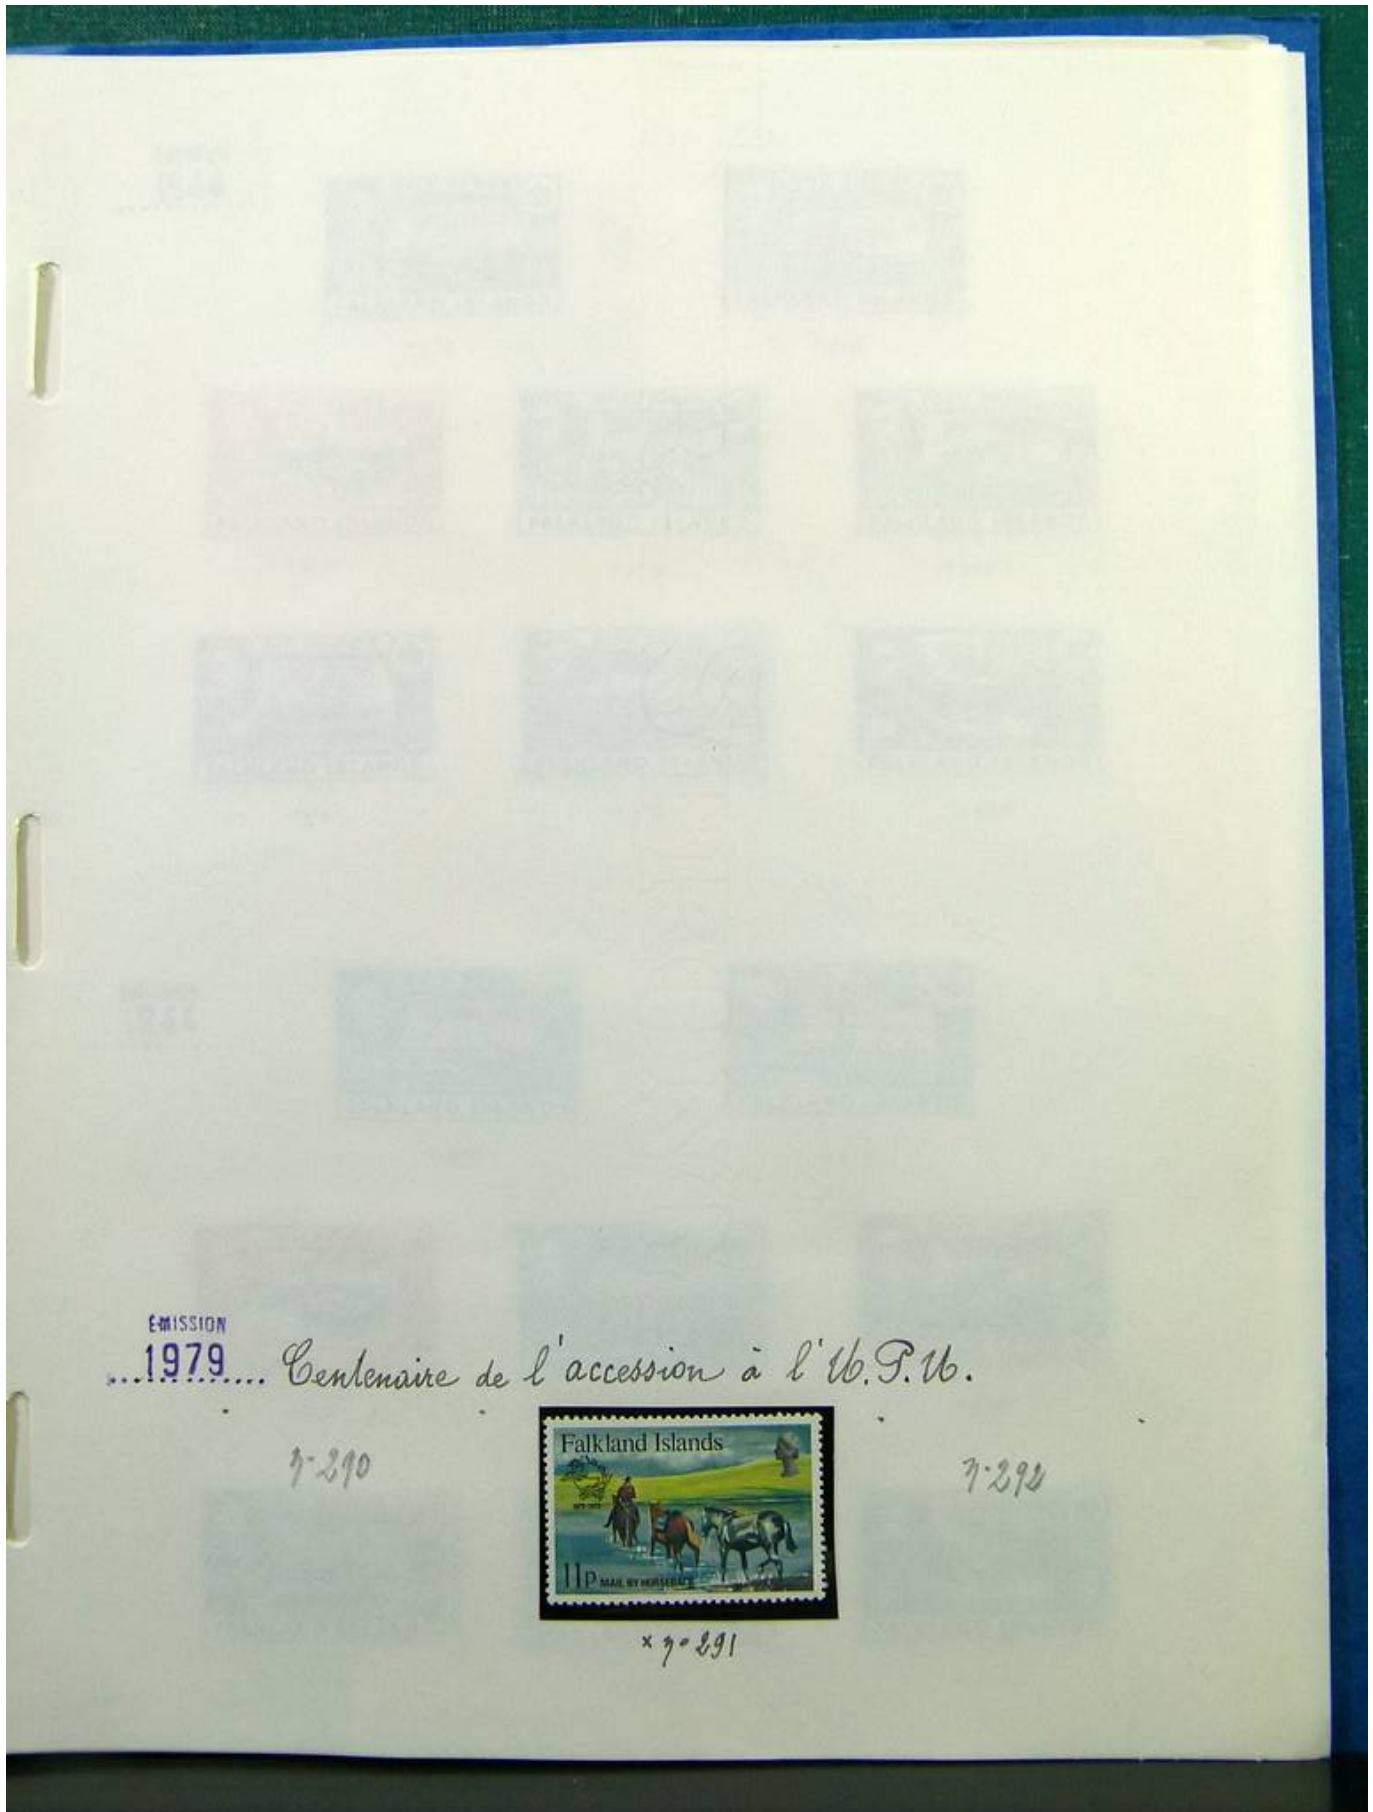 ÉMISSION
1979 Centenaire de l'accession à l'U.P.U.
n° 290
n° 292
Falkland Islands
11p MAIL BY HORSEBACK
x n° 291